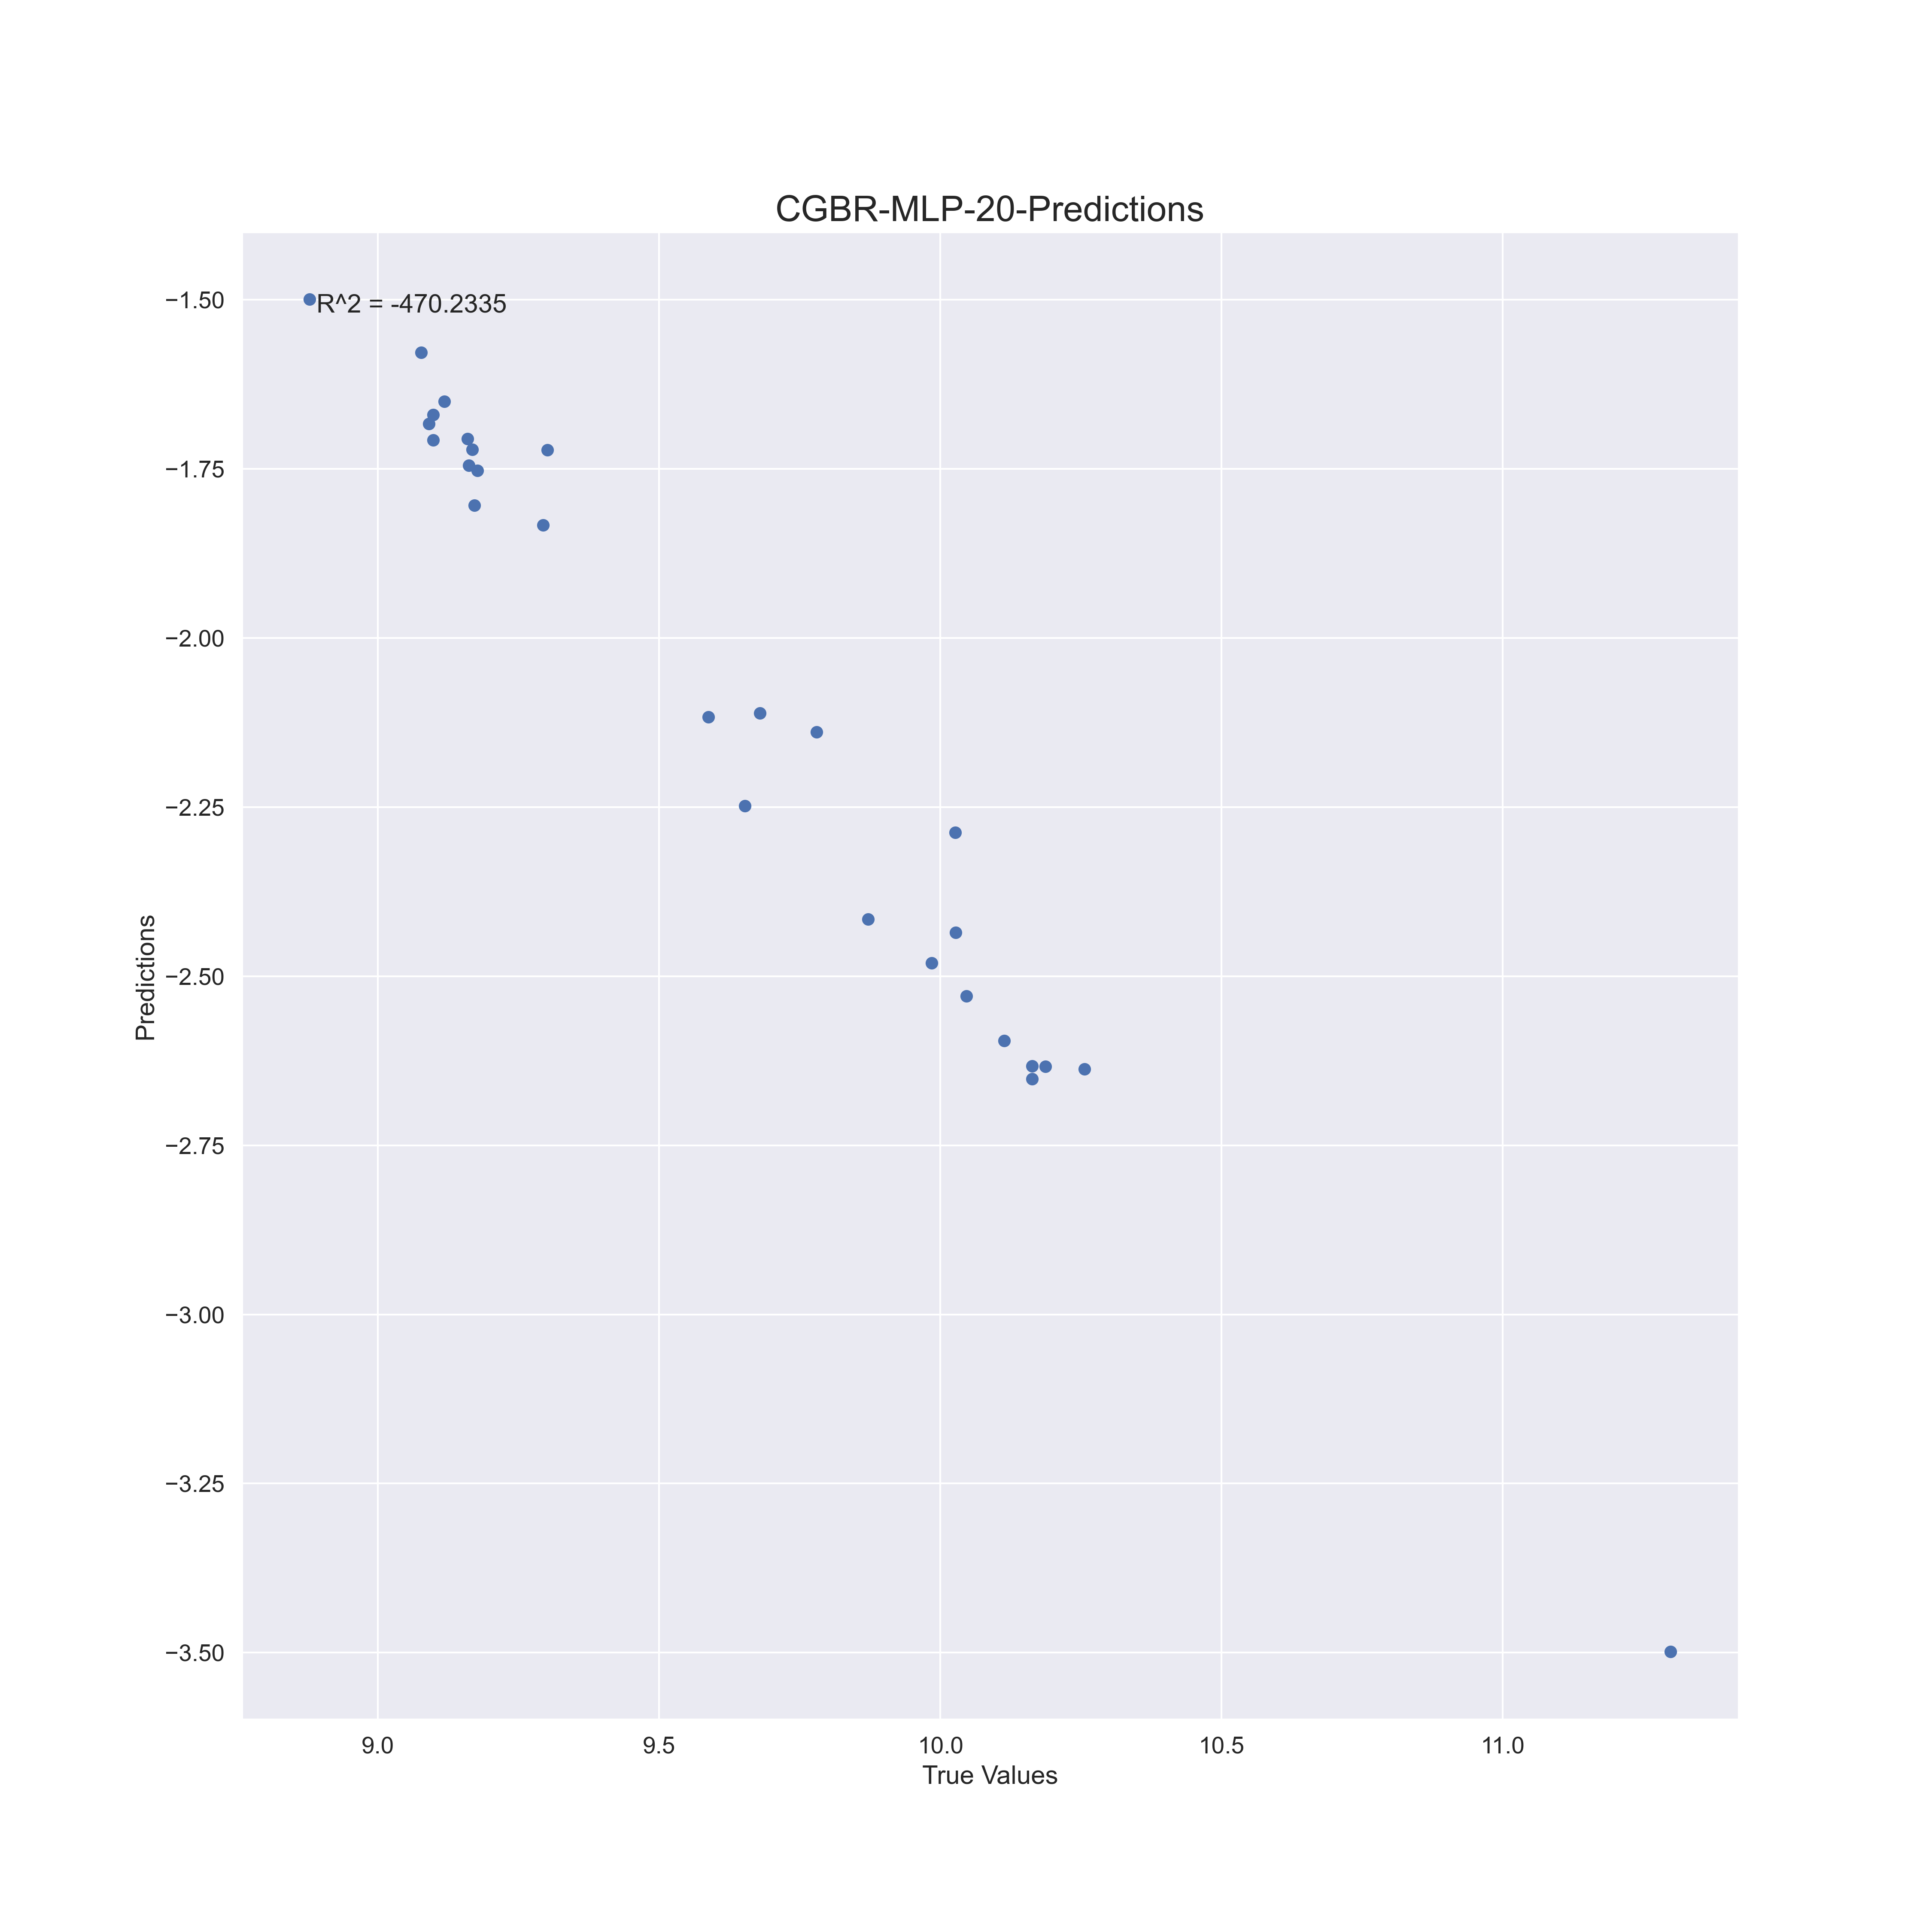 CGBR-MLP-20-Predictions
R^2 = -470.2335
−1.50
−1.75
−2.00
−2.25
−2.50
−2.75
−3.00
−3.25
−3.50
Predictions
9.0 9.5 10.0 10.5 11.0
True Values